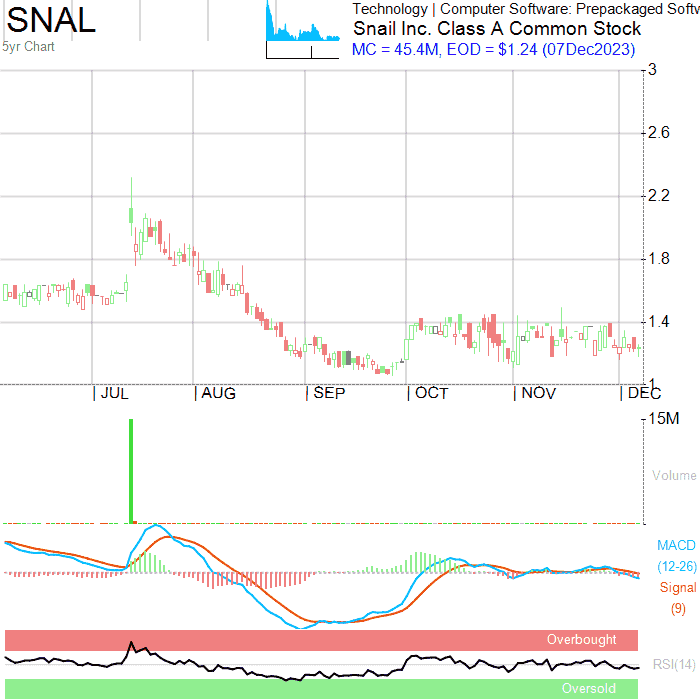 SNAL
5yr Chart
Technology | Computer Software: Prepackaged Softw
Snail Inc. Class A Common Stock
MC = 45.4M, EOD = $1.24 (07Dec2023)
3
2.6
2.2
1.8
1.4
1
JUL AUG SEP OCT NOV DEC
15M
Volume
MACD
(12-26)
Signal
(9)
Overbought
RSI(14)
Oversold